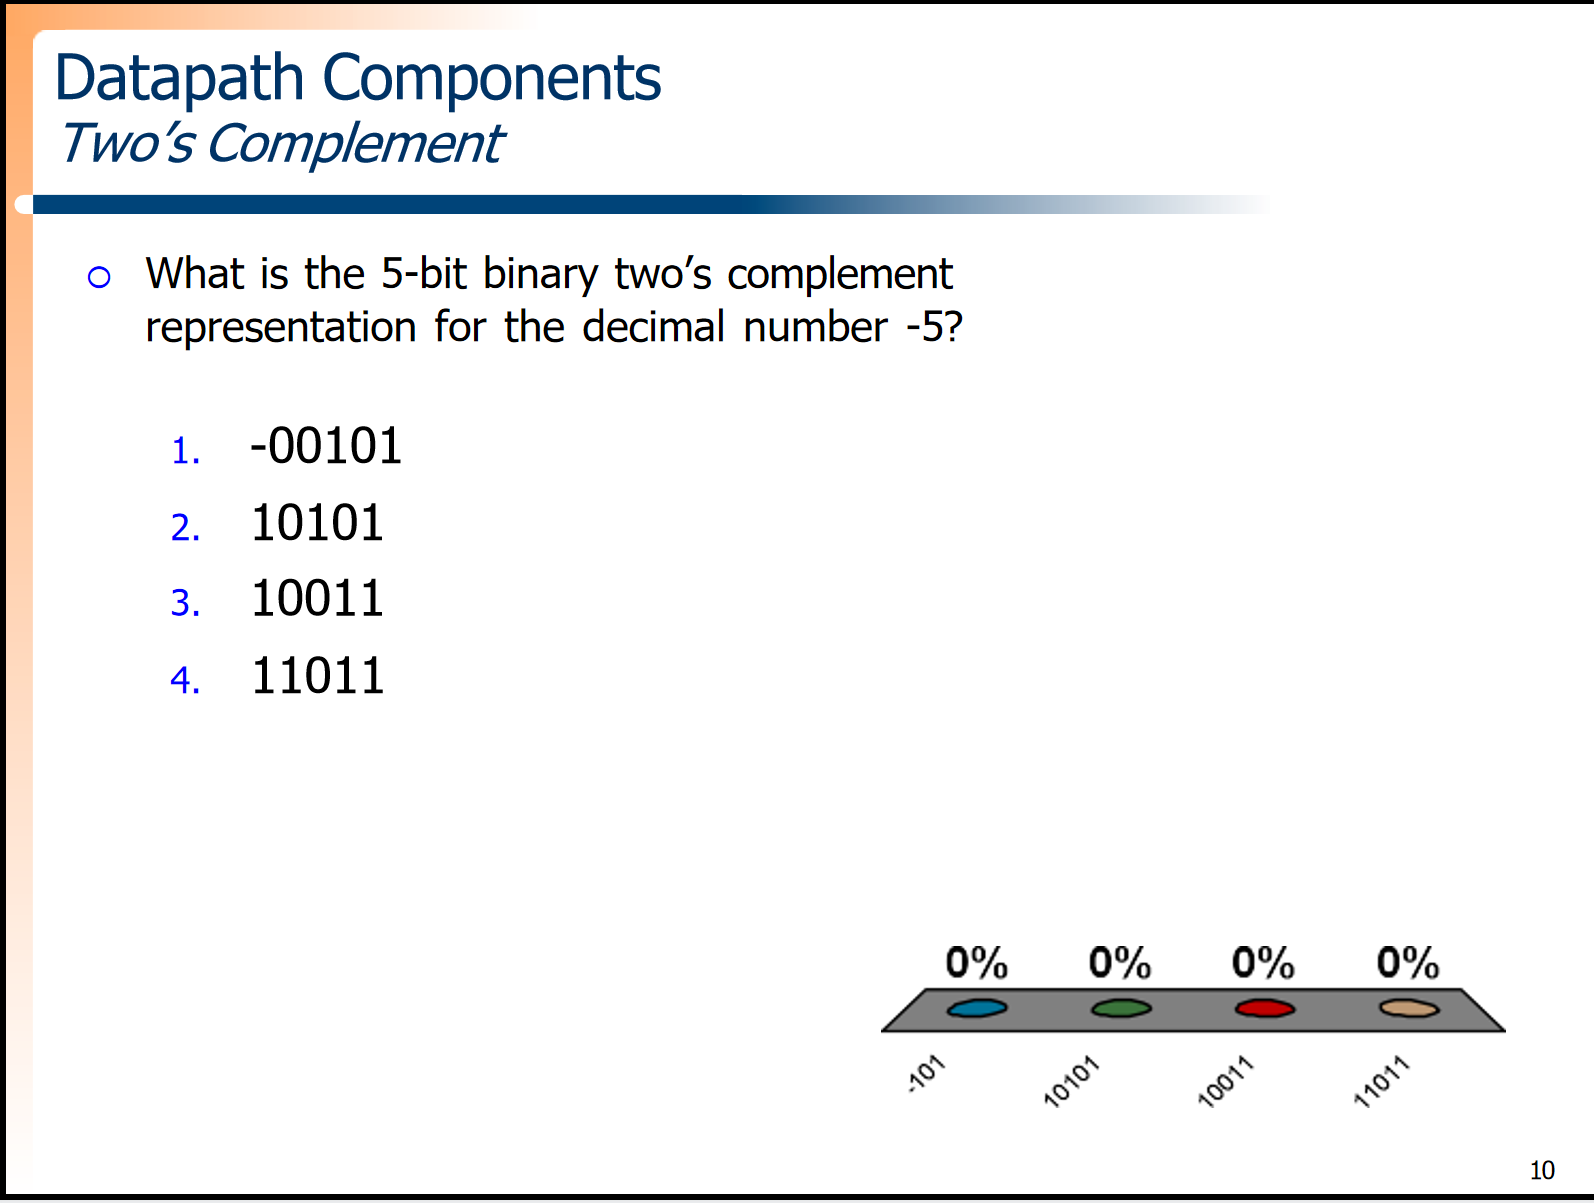 Datapath Components
Two’s Complement
What is the 5-bit binary two’s complement
representation for the decimal number -5?
1. -00101
2. 10101
3. 10011
4. 11011
0% 0% 0% 0%
-101 10101 10011 11011
10